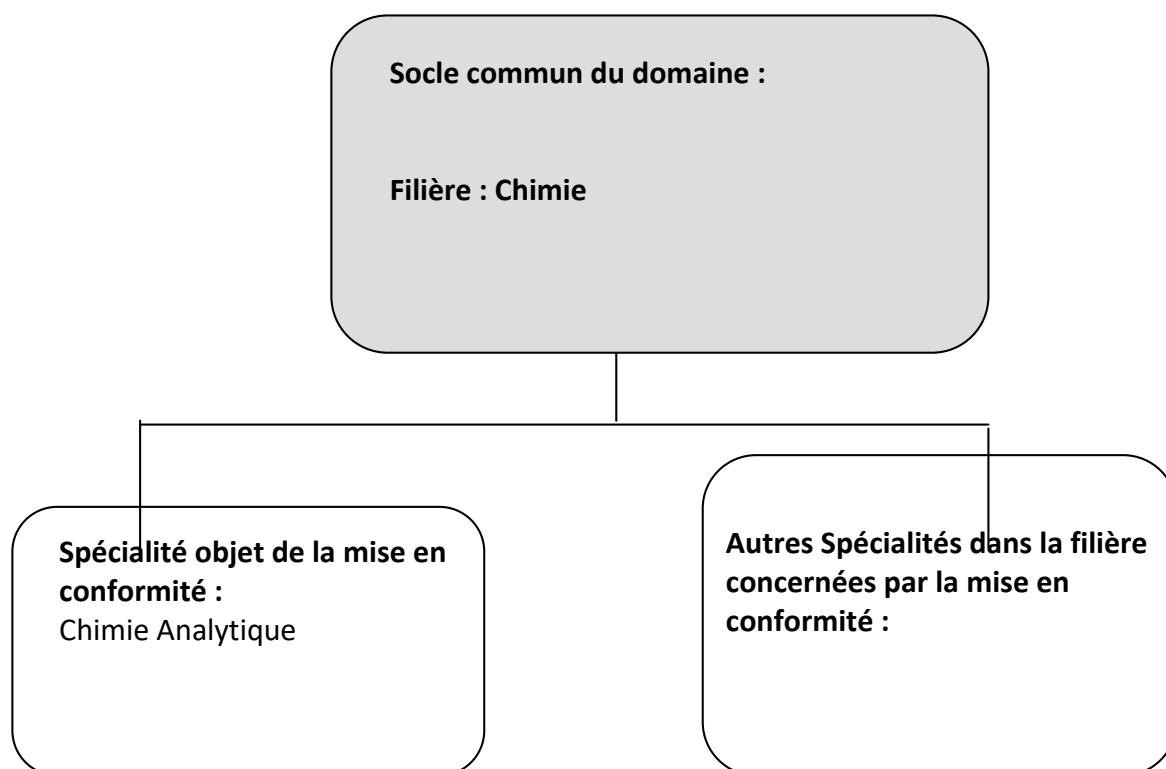 Socle commun du domaine :
Filière : Chimie
Spécialité objet de la mise en
conformité :
Chimie Analytique
Autres Spécialités dans la filière
concernées par la mise en
conformité :